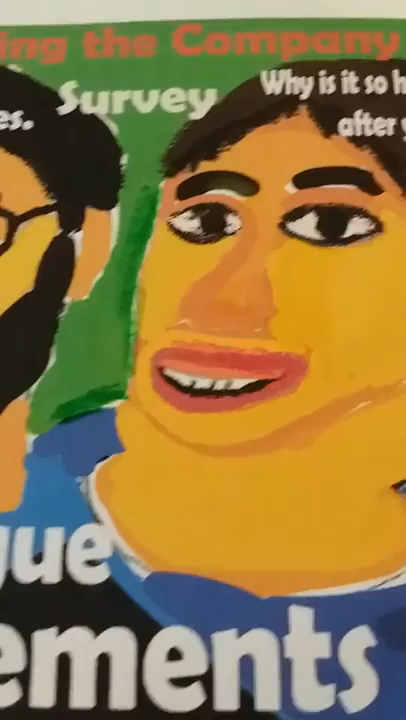 ing the Company
Survey
Why is it so h
es.
after y
gue
ements